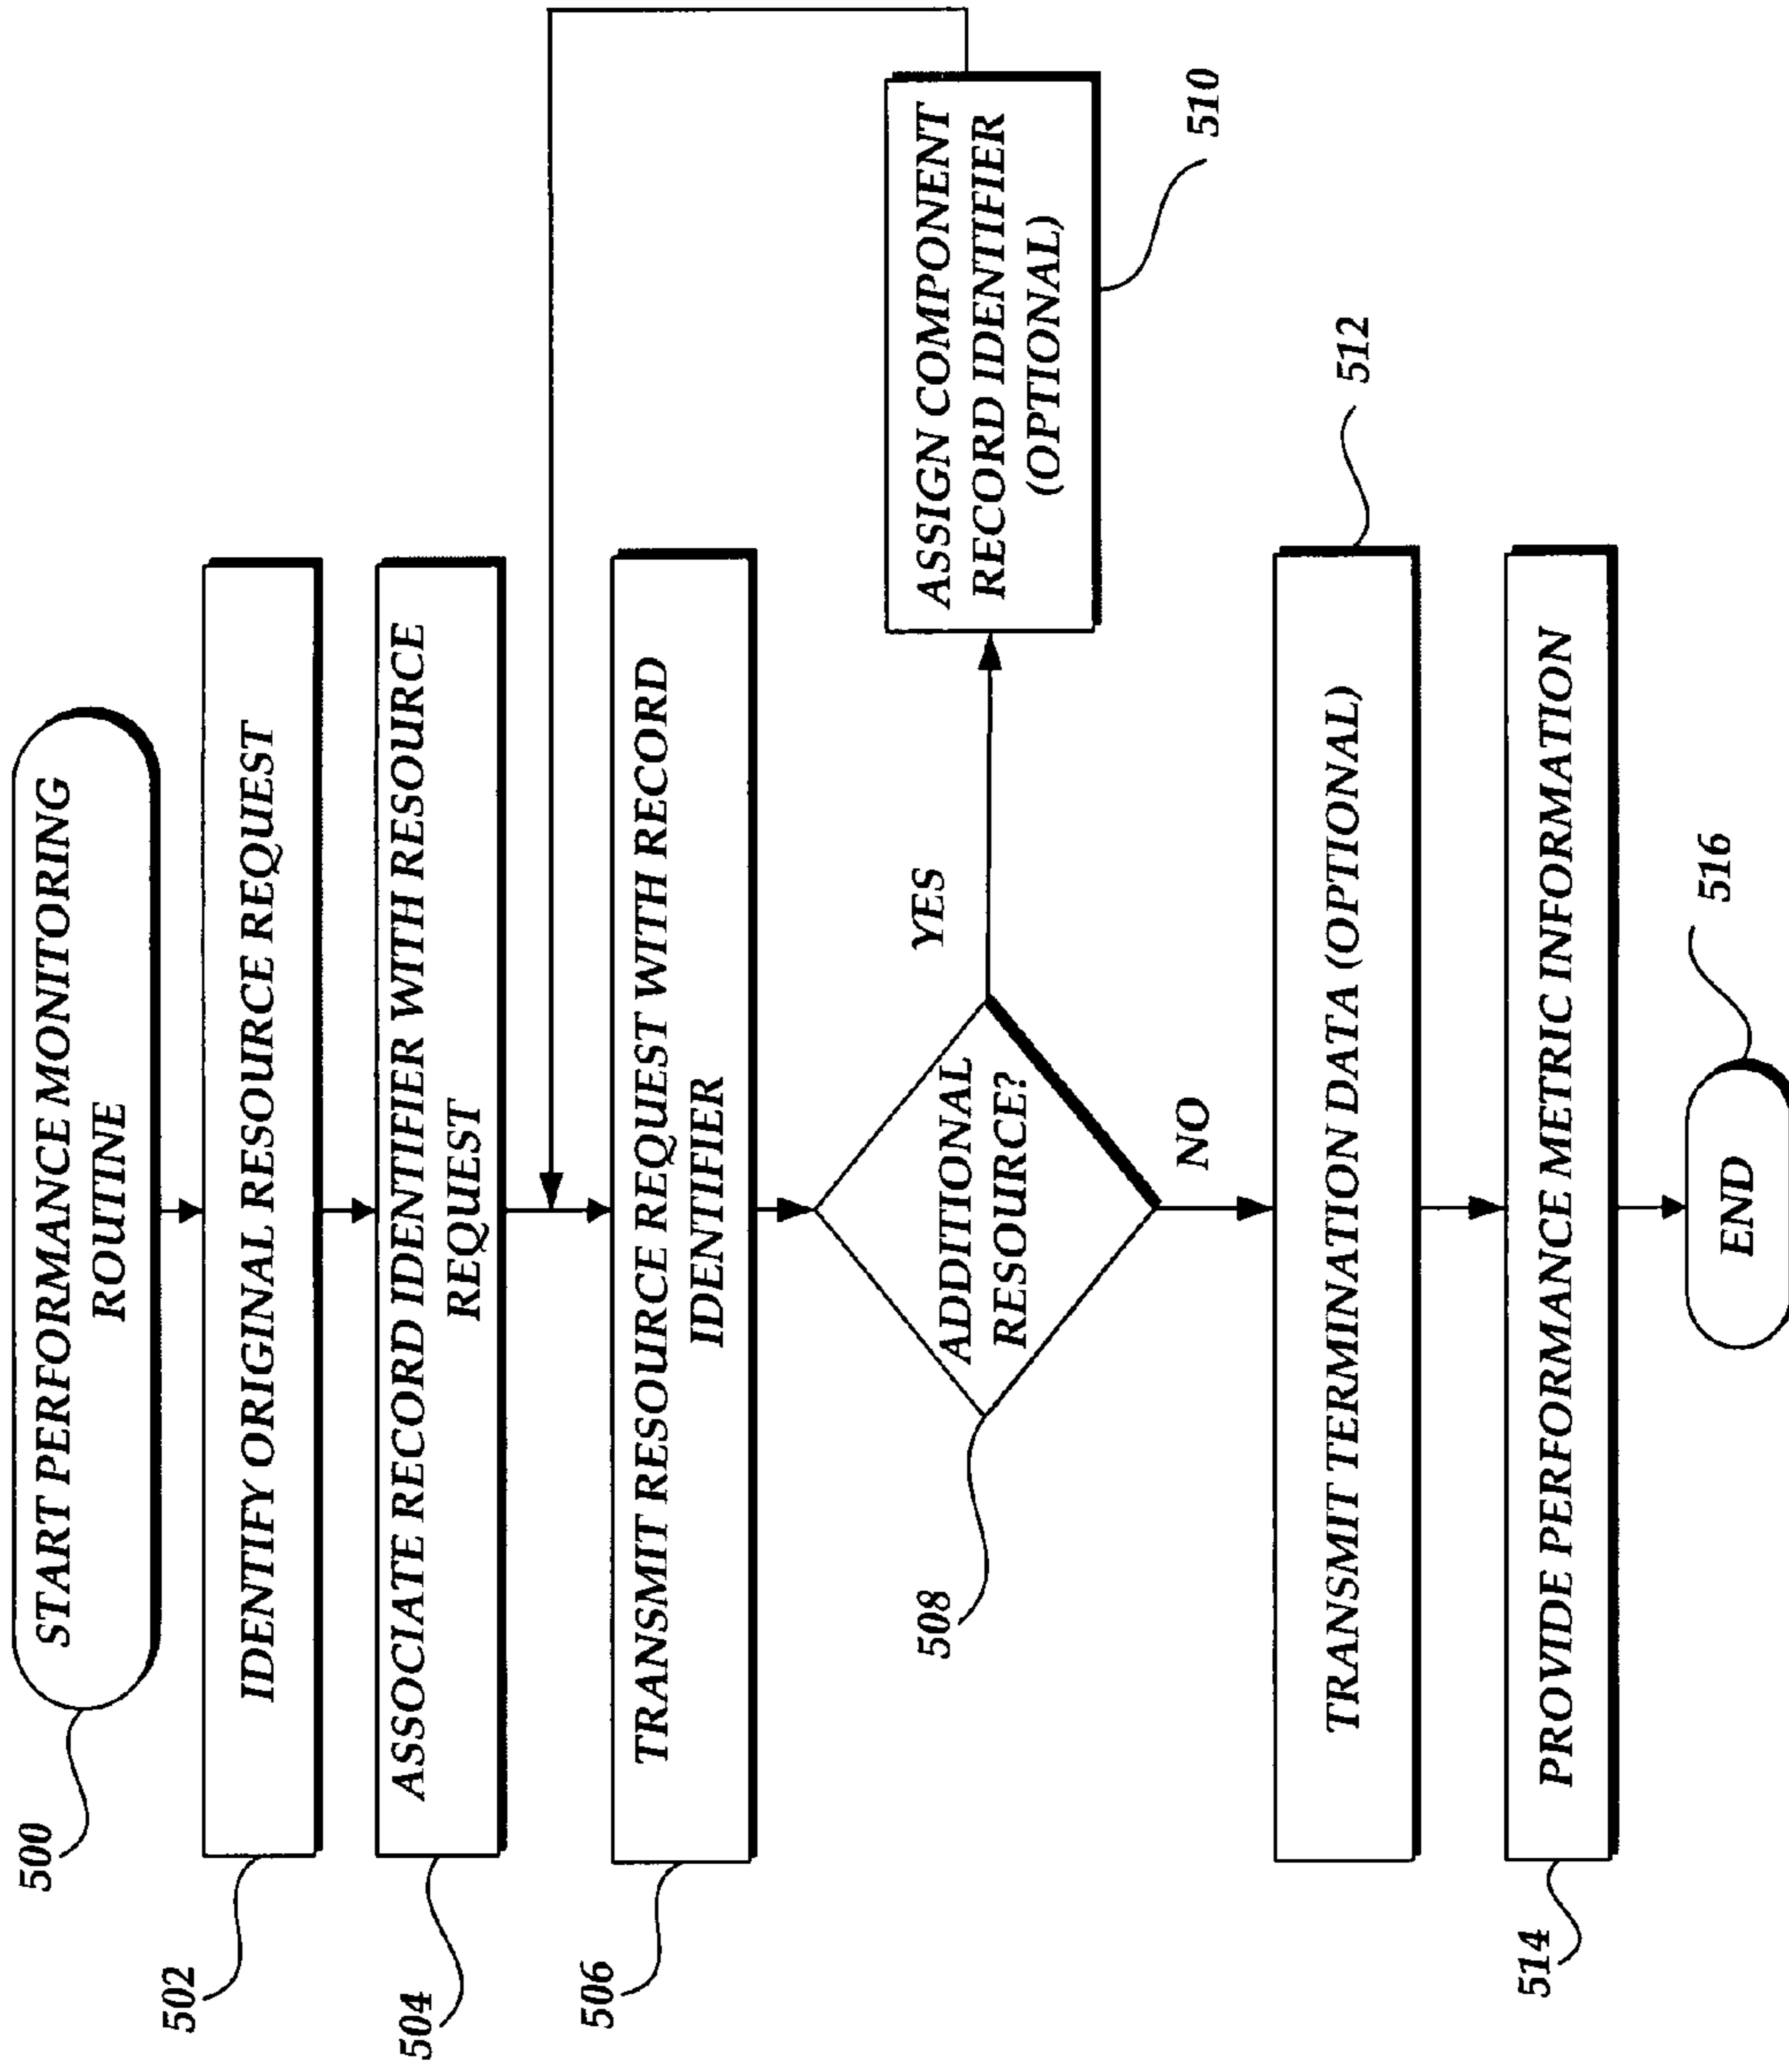 500
START PERFORMANCE MONITORING
ROUTINE
502
IDENTIFY ORIGINAL RESOURCE REQUEST
504
ASSOCIATE RECORD IDENTIFIER WITH RESOURCE
REQUEST
506
TRANSMIT RESOURCE REQUEST WITH RECORD
IDENTIFIER
508
ADDITIONAL
RESOURCE?
YES
ASSIGN COMPONENT
RECORD IDENTIFIER
(OPTIONAL)
510
NO
TRANSMIT TERMINATION DATA (OPTIONAL)
512
514
PROVIDE PERFORMANCE METRIC INFORMATION
END
516